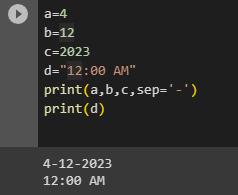 a=4
b=12
c=2023
d="12:00 AM"
print(a,b,c,sep='-')
print(d)
4-12-2023
12:00 AM